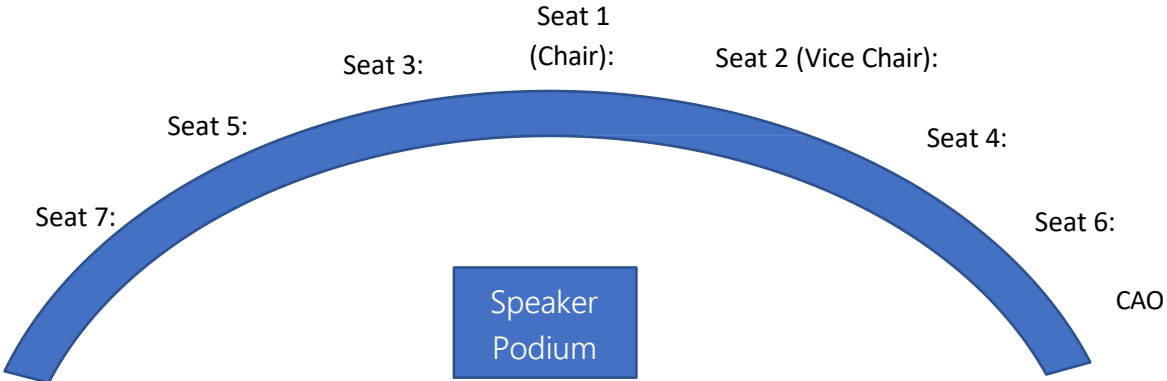 Seat 1
(Chair):
Seat 2 (Vice Chair):
Seat 3:
Seat 5:
Seat 4:
Seat 7:
Seat 6:
CAO
Speaker
Podium